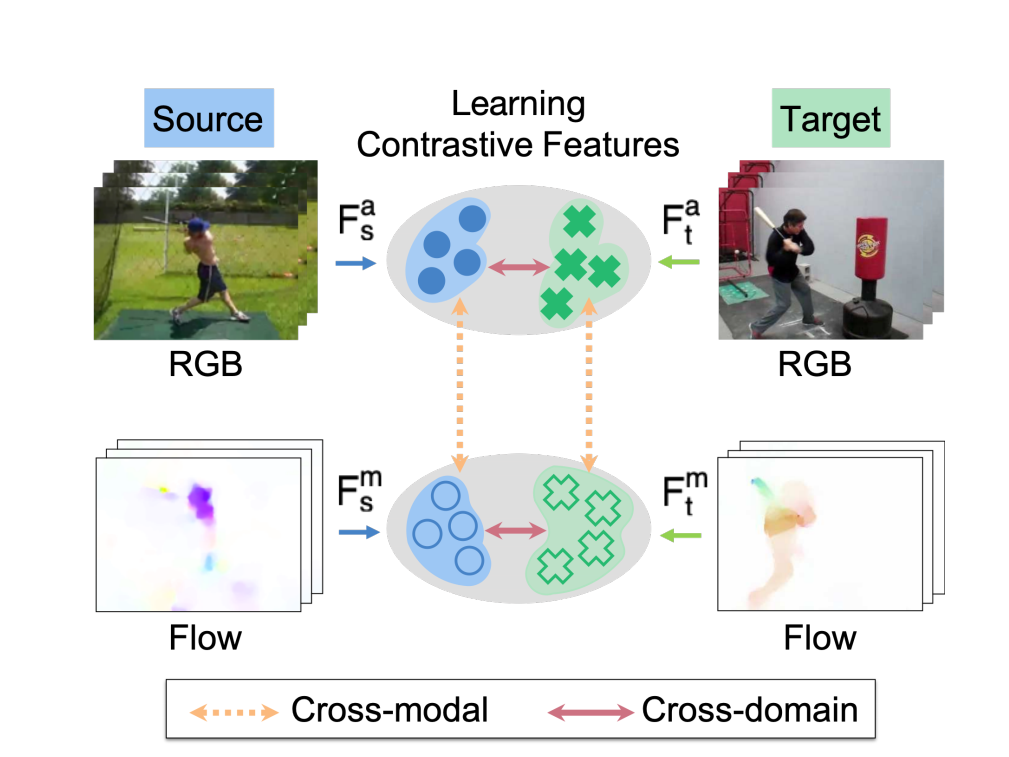 Source
Learning
Contrastive Features
Target
F_s^a
F_t^a
RGB
RGB
F_s^m
F_t^m
Flow
Flow
Cross-modal
Cross-domain